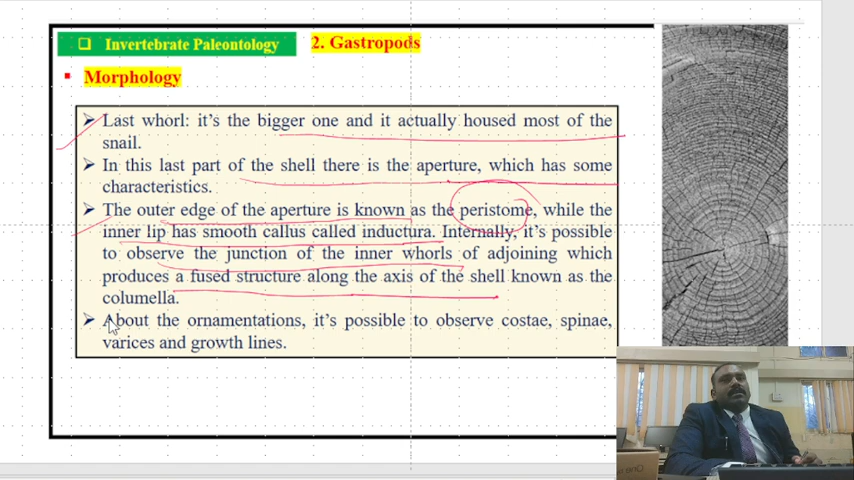 Invertebrate Paleontology
2. Gastropods
Morphology
Last whorl: it's the bigger one and it actually housed most of the
snail.
In this last part of the shell there is the aperture, which has some
characteristics.
The outer edge of the aperture is known as the peristome, while the
inner lip has smooth callus called inductura. Internally, it's possible
to observe the junction of the inner whorls of adjoining which
produces a fused structure along the axis of the shell known as the
columella.
About the ornamentations, it's possible to observe costae, spinae,
varices and growth lines.